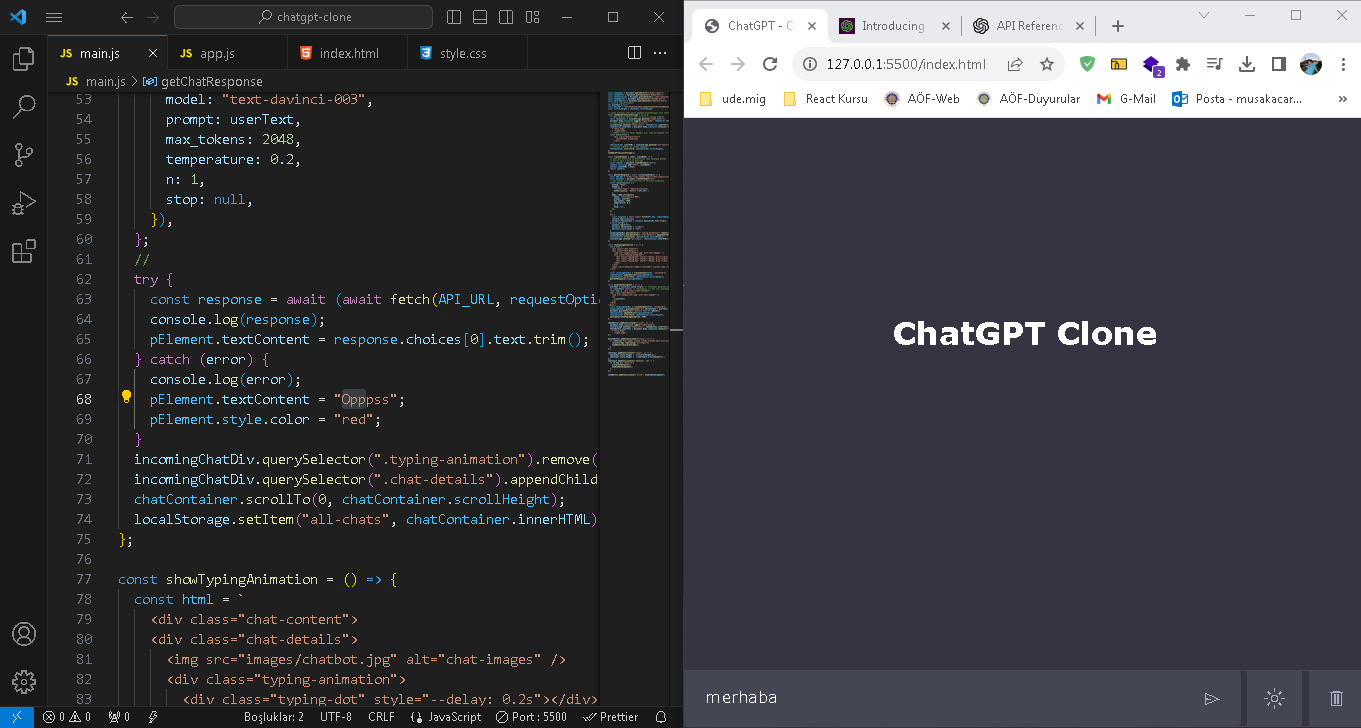 chatgpt-clone
JS main.js
JS app.js
index.html
style.css
JS main.js > getChatResponse
53 model: "text-davinci-003",
54 prompt: userText,
55 max_tokens: 2048,
56 temperature: 0.2,
57 n: 1,
58 stop: null,
59 }),
60 };
61 //
62 try {
63 const response = await (await fetch(API_URL, requestOpti
64 console.log(response);
65 pElement.textContent = response.choices[0].text.trim();
66 } catch (error) {
67 console.log(error);
68 pElement.textContent = "Opppss";
69 pElement.style.color = "red";
70 }
71 incomingChatDiv.querySelector(".typing-animation").remove(
72 incomingChatDiv.querySelector(".chat-details").appendChild
73 chatContainer.scrollTo(0, chatContainer.scrollHeight);
74 localStorage.setItem("all-chats", chatContainer.innerHTML)
75 };
76
77 const showTypingAnimation = () => {
78 const html = `
79 <div class="chat-content">
80 <div class="chat-details">
81 <img src="images/chatbot.jpg" alt="chat-images" />
82 <div class="typing-animation">
83 <div class="typing-dot" style="--delay: 0.2s"></div>
0 0 0 Boşluklar: 2 UTF-8 CRLF JavaScript Port : 5500 Prettier
ChatGPT - C
Introducing
API Referenc
127.0.0.1:5500/index.html
2
ude.mig React Kursu AÖF-Web AÖF-Duyurular G-Mail Posta - musakacar... »
ChatGPT Clone
merhaba